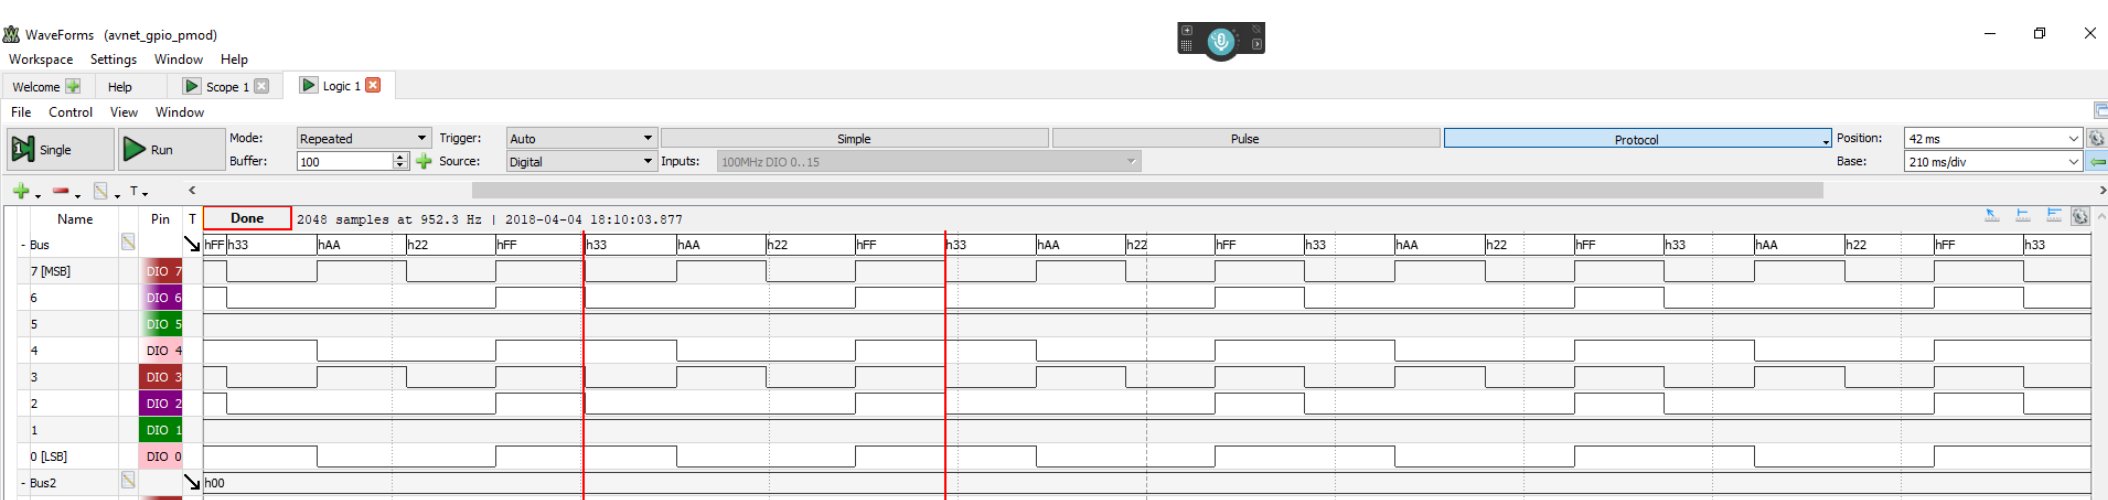 WaveForms (avnet_gpio_pmod)
Workspace Settings Window Help
Welcome Help Scope 1 Logic 1
File Control View Window
Single Run Mode: Repeated Trigger: Auto Simple Pulse Protocol Position: 42 ms
Buffer: 100 Source: Digital Inputs: 100MHz DIO 0..15 Base: 210 ms/div
T
Name Pin T Done 2048 samples at 952.3 Hz | 2018-04-04 18:10:03.877
- Bus hFF h33 hAA h22 hFF h33 hAA h22 hFF h33 hAA h22 hFF h33 hAA h22 hFF h33 hAA h22 hFF h33
7 [MSB] DIO 7
6 DIO 6
5 DIO 5
4 DIO 4
3 DIO 3
2 DIO 2
1 DIO 1
0 [LSB] DIO 0
- Bus2 h00